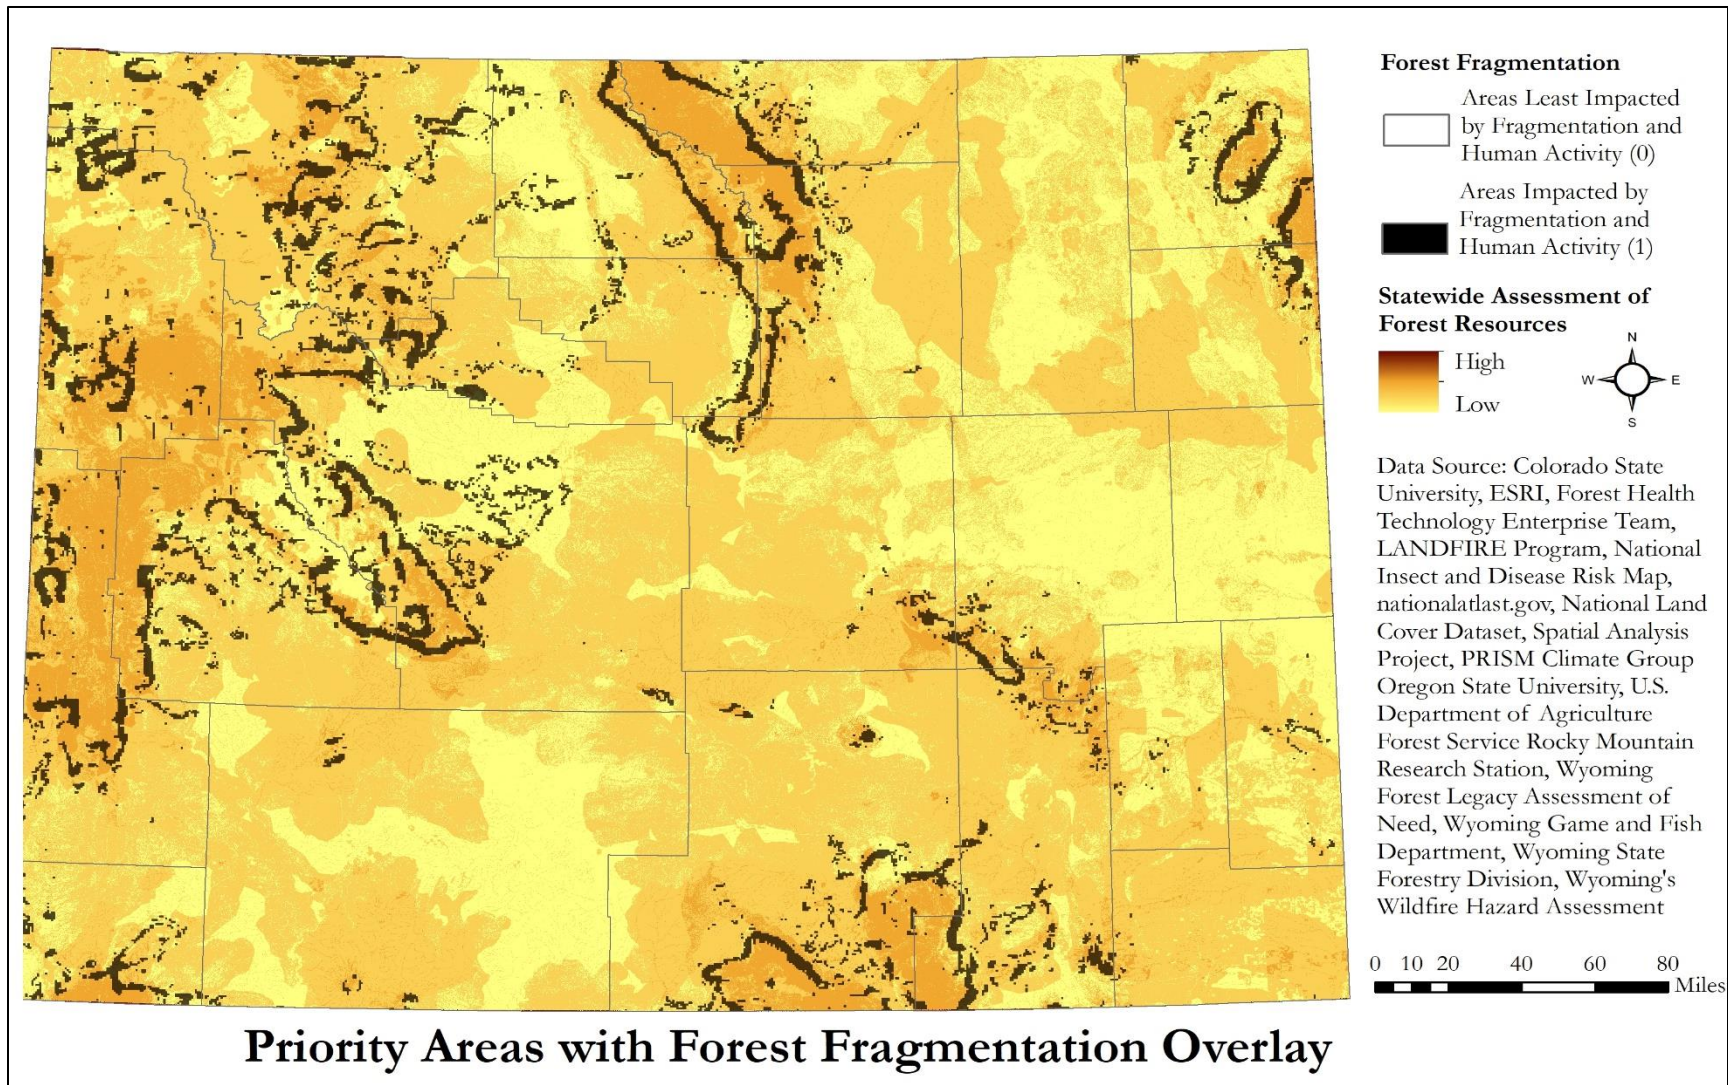 Forest Fragmentation
Areas Least Impacted
by Fragmentation and
Human Activity (0)
Areas Impacted by
Fragmentation and
Human Activity (1)
Statewide Assessment of
Forest Resources
High
Low
N
W
E
S
Data Source: Colorado State
University, ESRI, Forest Health
Technology Enterprise Team,
LANDFIRE Program, National
Insect and Disease Risk Map,
nationalatlast.gov, National Land
Cover Dataset, Spatial Analysis
Project, PRISM Climate Group
Oregon State University, U.S.
Department of Agriculture
Forest Service Rocky Mountain
Research Station, Wyoming
Forest Legacy Assessment of
Need, Wyoming Game and Fish
Department, Wyoming State
Forestry Division, Wyoming's
Wildfire Hazard Assessment
0 10 20 40 60 80
Miles
Priority Areas with Forest Fragmentation Overlay